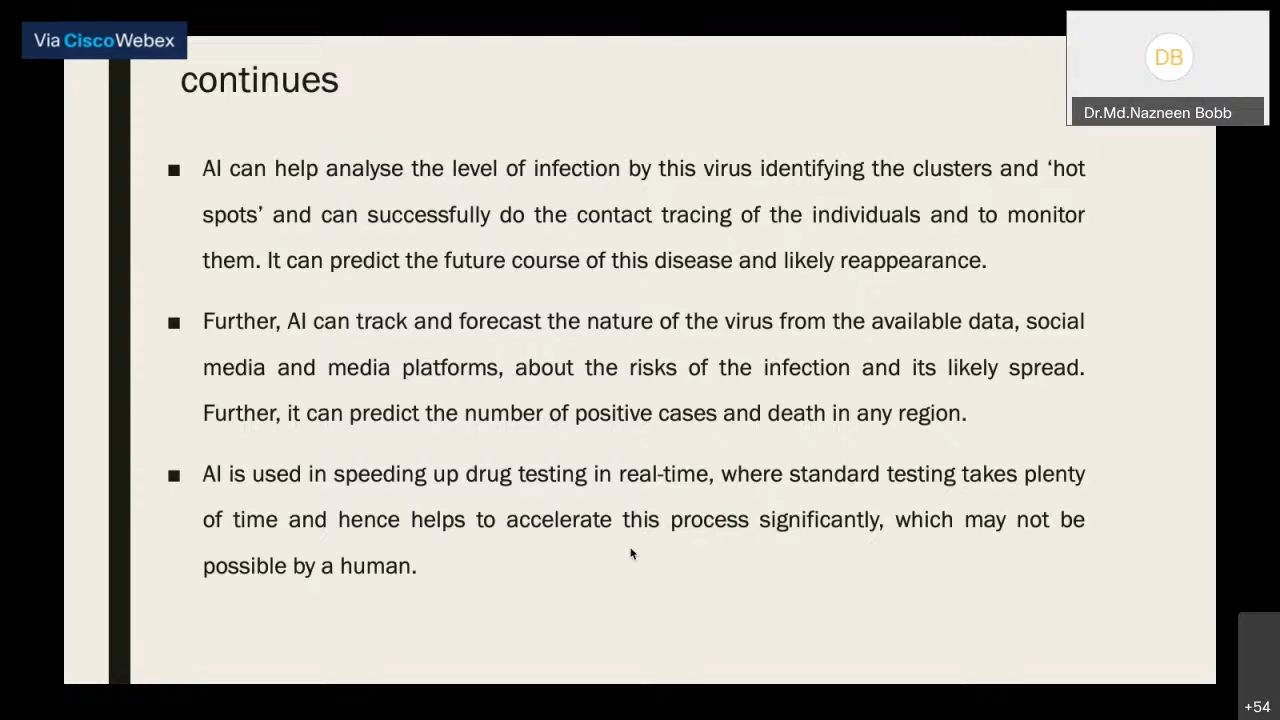 Via CiscoWebex
continues
DB
Dr.Md.Nazneen Bobb
■ AI can help analyse the level of infection by this virus identifying the clusters and ‘hot
spots’ and can successfully do the contact tracing of the individuals and to monitor
them. It can predict the future course of this disease and likely reappearance.
■ Further, AI can track and forecast the nature of the virus from the available data, social
media and media platforms, about the risks of the infection and its likely spread.
Further, it can predict the number of positive cases and death in any region.
■ AI is used in speeding up drug testing in real-time, where standard testing takes plenty
of time and hence helps to accelerate this process significantly, which may not be
possible by a human.
+54